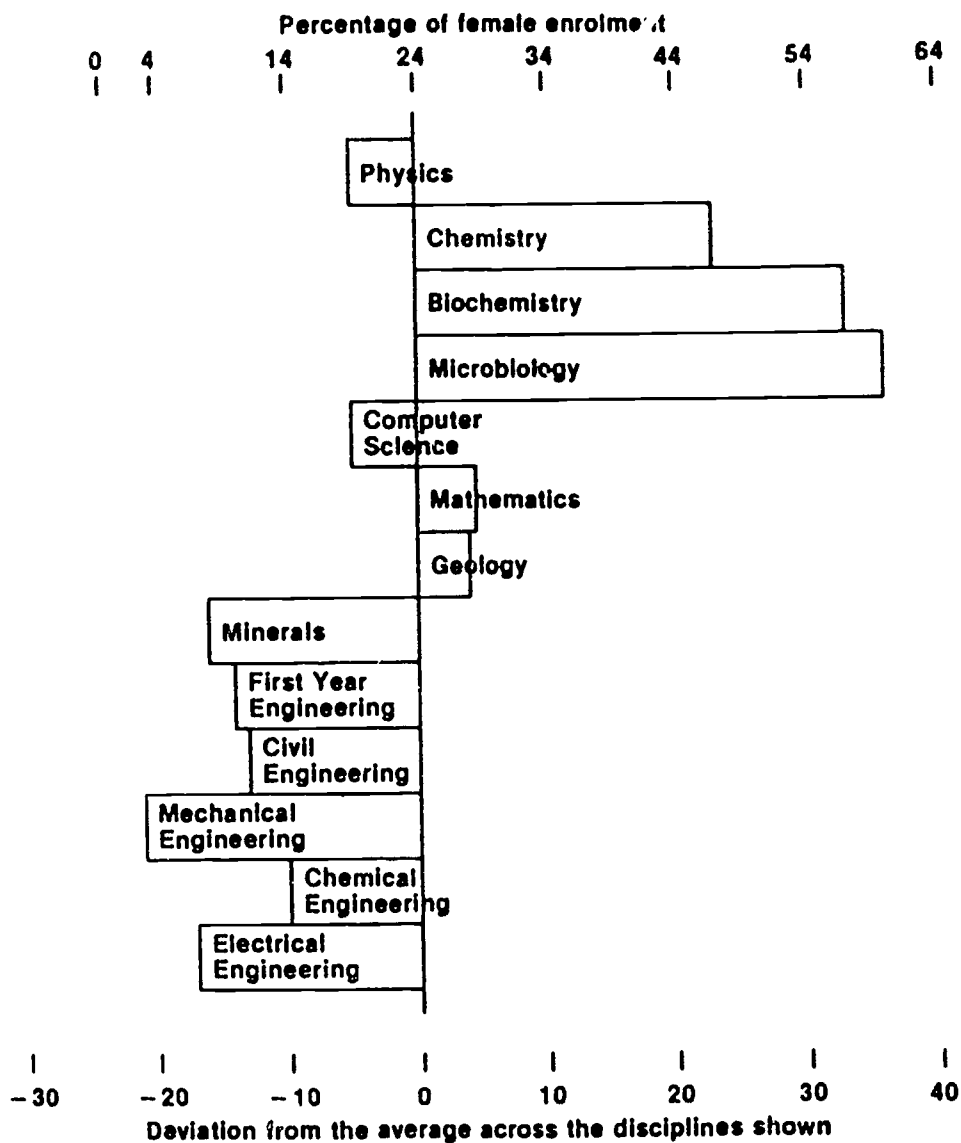 Percentage of female enrolment
0 4 14 24 34 44 54 64
Physics
Chemistry
Biochemistry
Microbiology
Computer
Science
Mathematics
Geology
Minerals
First Year
Engineering
Civil
Engineering
Mechanical
Engineering
Chemical
Engineering
Electrical
Engineering
−30 −20 −10 0 10 20 30 40
Deviation from the average across the disciplines shown